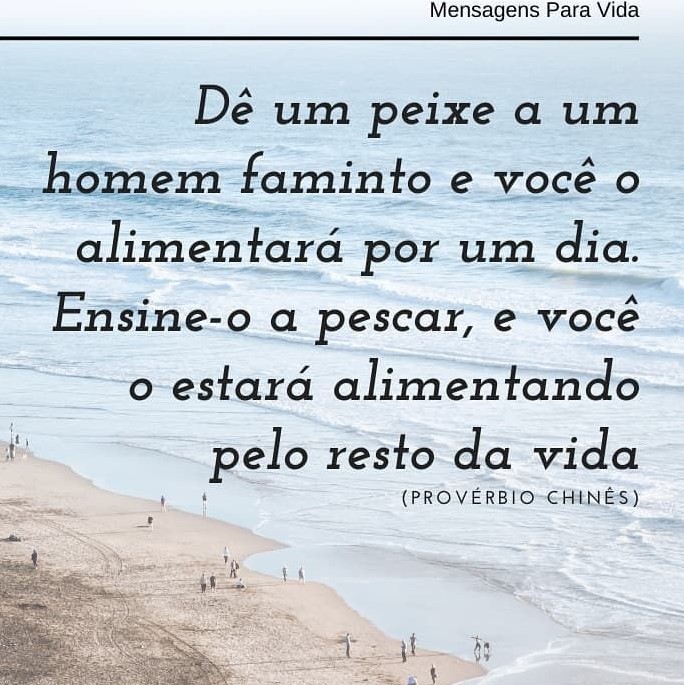 Mensagens Para Vida
Dê um peixe a um
homem faminto e você o
alimentará por um dia.
Ensine-o a pescar, e você
o estará alimentando
pelo resto da vida
(PROVÉRBIO CHINÊS)